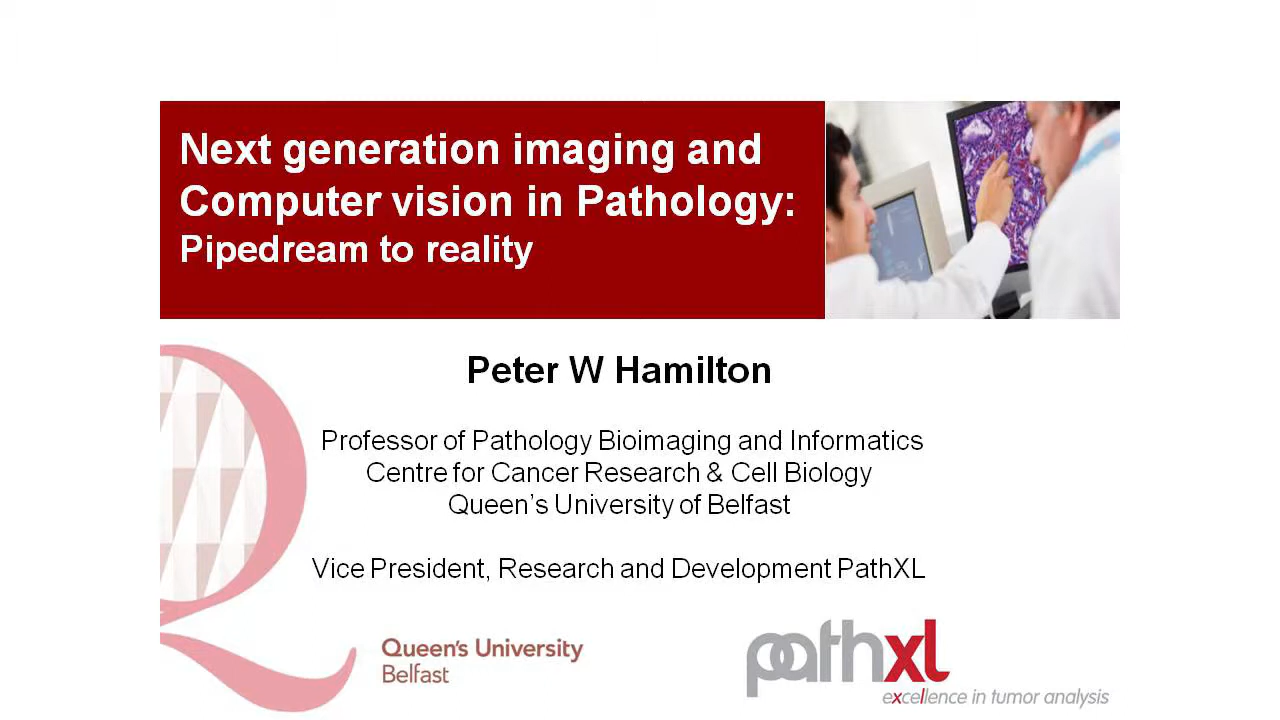 Next generation imaging and
Computer vision in Pathology:
Pipedream to reality
Peter W Hamilton
Professor of Pathology Bioimaging and Informatics
Centre for Cancer Research & Cell Biology
Queen's University of Belfast
Vice President, Research and Development PathXL
Queen's University
Belfast
pathxl
excellence in tumor analysis